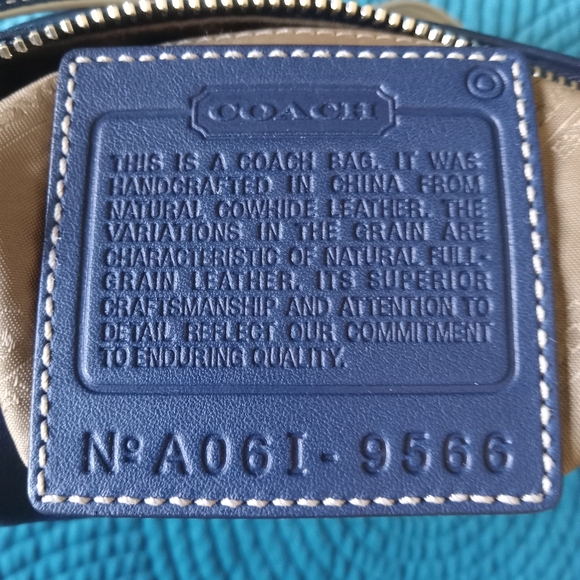 COACH
THIS IS A COACH BAG. IT WAS
HANDCRAFTED IN CHINA FROM
NATURAL COWHIDE LEATHER. THE
VARIATIONS IN THE GRAIN ARE
CHARACTERISTIC OF NATURAL FULL-
GRAIN LEATHER. ITS SUPERIOR
CRAFTSMANSHIP AND ATTENTION TO
DETAIL REFLECT OUR COMMITMENT
TO ENDURING QUALITY.
Nº A06I-9566